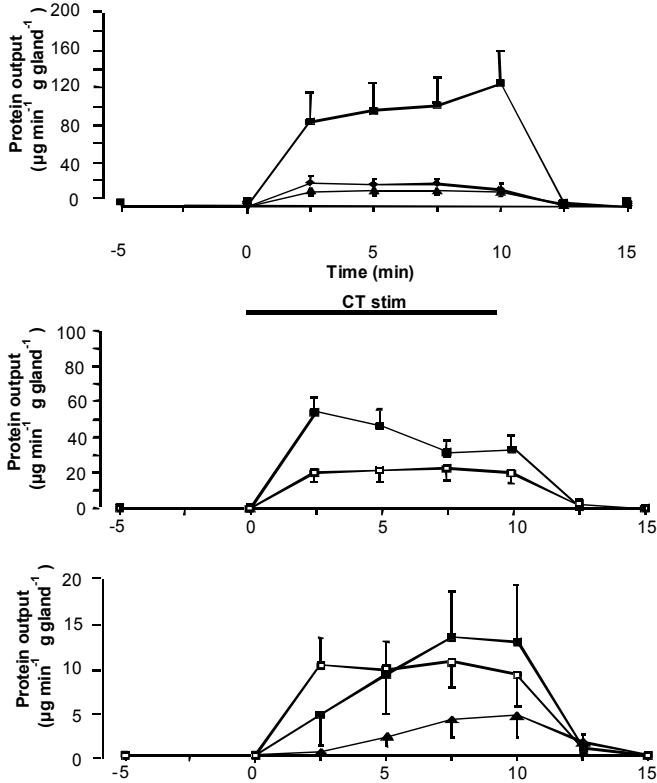 200
160
120
80
40
0
Protein output
(µg min⁻¹ g gland⁻¹)
-5 0 5 10 15
Time (min)
CT stim
100
80
60
40
20
0
Protein output
(µg min⁻¹ g gland⁻¹)
-5 0 5 10 15
20
15
10
5
0
Protein output
(µg min⁻¹ g gland⁻¹)
-5 0 5 10 15